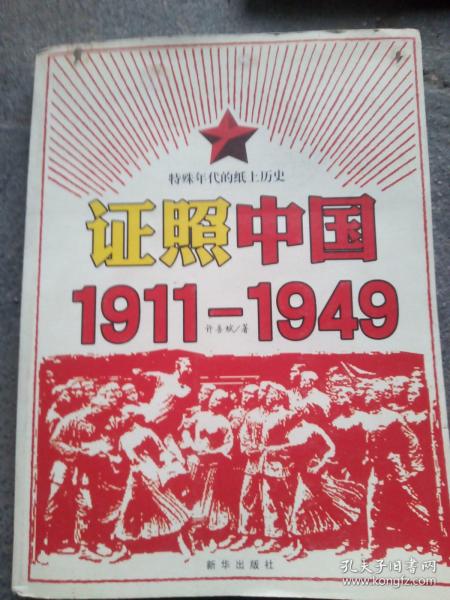 特殊年代的纸上历史
证照中国
1911-1949
许善斌/著
新华出版社
孔夫子旧书网
www.kongfz.com